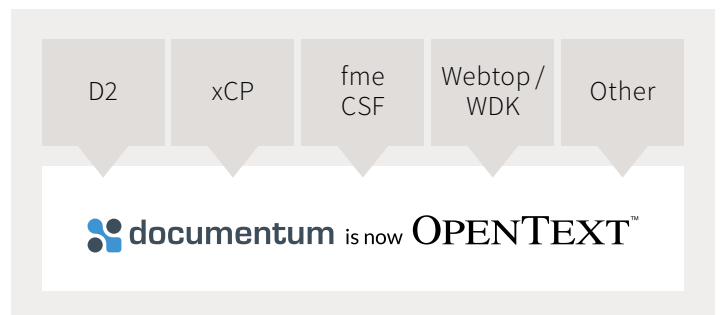 D2
xCP
fme
CSF
Webtop /
WDK
Other
documentum is now OPENTEXT™